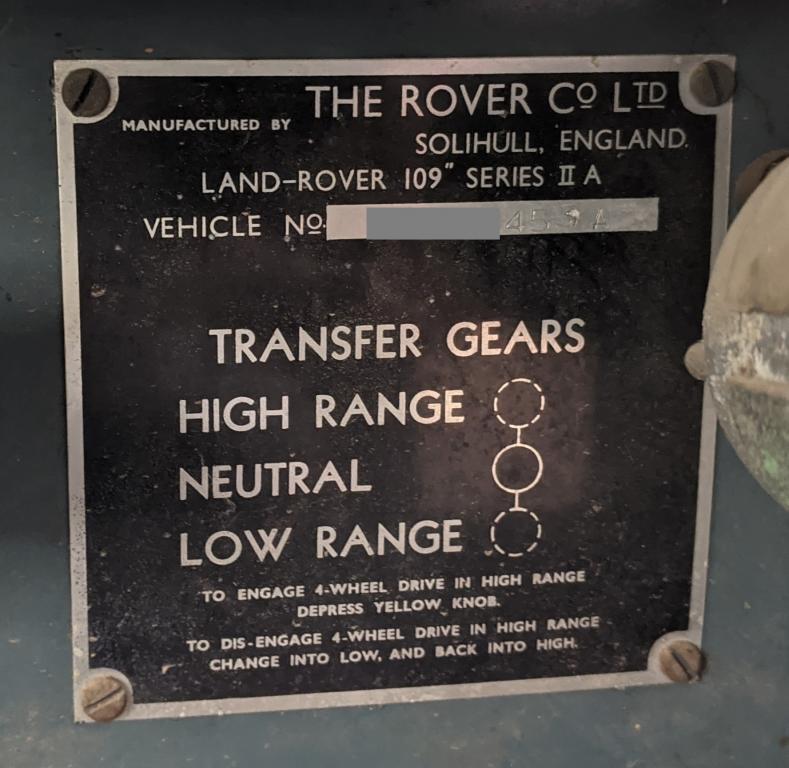 MANUFACTURED BY THE ROVER Cº LTD
SOLIHULL, ENGLAND.
LAND-ROVER 109" SERIES II A
VEHICLE Nº
TRANSFER GEARS
HIGH RANGE
NEUTRAL
LOW RANGE
TO ENGAGE 4-WHEEL DRIVE IN HIGH RANGE
DEPRESS YELLOW KNOB.
TO DIS-ENGAGE 4-WHEEL DRIVE IN HIGH RANGE
CHANGE INTO LOW, AND BACK INTO HIGH.